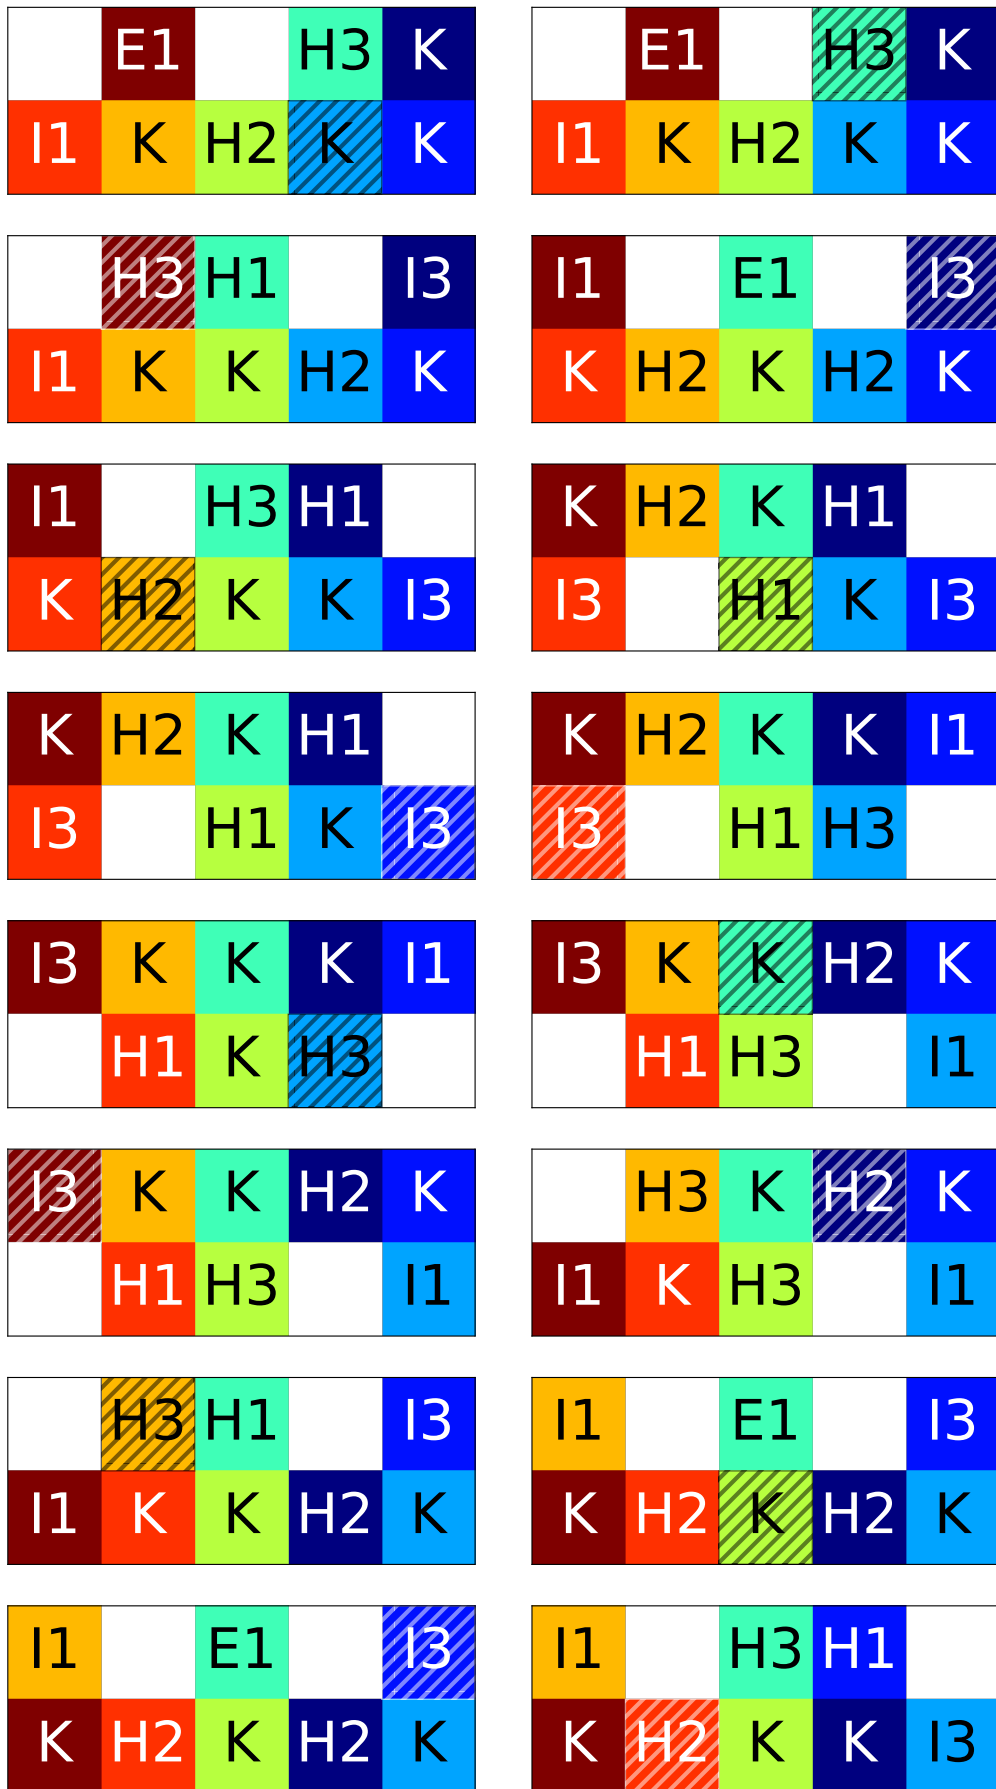 E1 H3 K E1 H3 K
I1 K H2 K K I1 K H2 K K
H3 H1 I3 I1 E1 I3
I1 K K H2 K K H2 K H2 K
I1 H3 H1 K H2 K H1
K H2 K K I3 I3 H1 K I3
K H2 K H1 K H2 K K I1
I3 H1 K I3 I3 H1 H3
I3 K K K I1 I3 K K H2 K
H1 K H3 H1 H3 I1
I3 K K H2 K H3 K H2 K
H1 H3 I1 I1 K H3 I1
H3 H1 I3 I1 E1 I3
I1 K K H2 K K H2 K H2 K
I1 E1 I3 I1 H3 H1
K H2 K H2 K K H2 K K I3